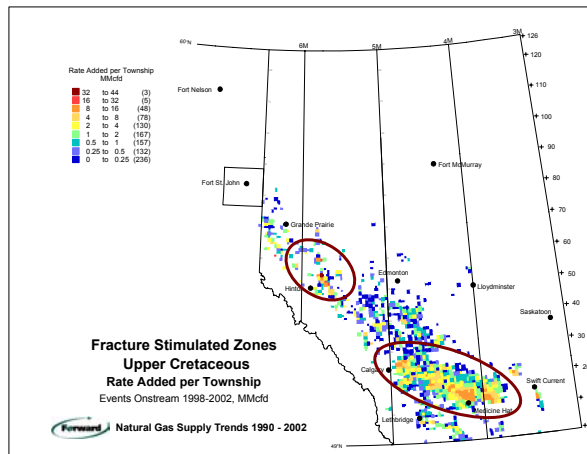 60°N
6M
5M
4M
3M
126
120
110
100
90
80
70
60
50
40
30
20
Rate Added per Township
MMcfd
32 to 44 (3)
16 to 32 (5)
8 to 16 (48)
4 to 8 (78)
2 to 4 (130)
1 to 2 (167)
0.5 to 1 (157)
0.25 to 0.5 (132)
0 to 0.25 (236)
Fort Nelson
Fort McMurray
Fort St. John
Grande Prairie
Edmonton
Hinton
Lloydminster
Saskatoon
Calgary
Swift Current
Medicine Hat
Lethbridge
49°N
Fracture Stimulated Zones
Upper Cretaceous
Rate Added per Township
Events Onstream 1998-2002, MMcfd
Forward Natural Gas Supply Trends 1990 - 2002